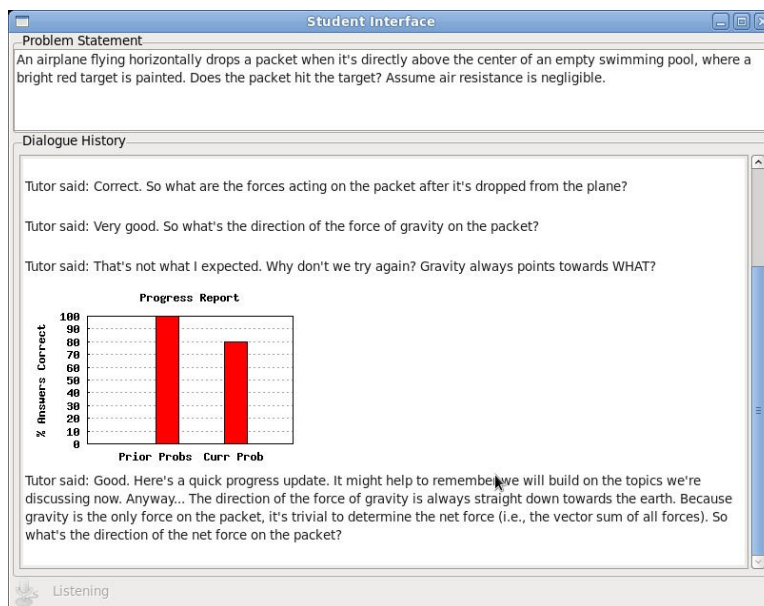 Student Interface
Problem Statement
An airplane flying horizontally drops a packet when it's directly above the center of an empty swimming pool, where a
bright red target is painted. Does the packet hit the target? Assume air resistance is negligible.
Dialogue History
Tutor said: Correct. So what are the forces acting on the packet after it's dropped from the plane?
Tutor said: Very good. So what's the direction of the force of gravity on the packet?
Tutor said: That's not what I expected. Why don't we try again? Gravity always points towards WHAT?
Progress Report
% Answers Correct
100
90
80
70
60
50
40
30
20
10
0
Prior Probs Curr Prob
Tutor said: Good. Here's a quick progress update. It might help to remember we will build on the topics we're
discussing now. Anyway... The direction of the force of gravity is always straight down towards the earth. Because
gravity is the only force on the packet, it's trivial to determine the net force (i.e., the vector sum of all forces). So
what's the direction of the net force on the packet?
Listening